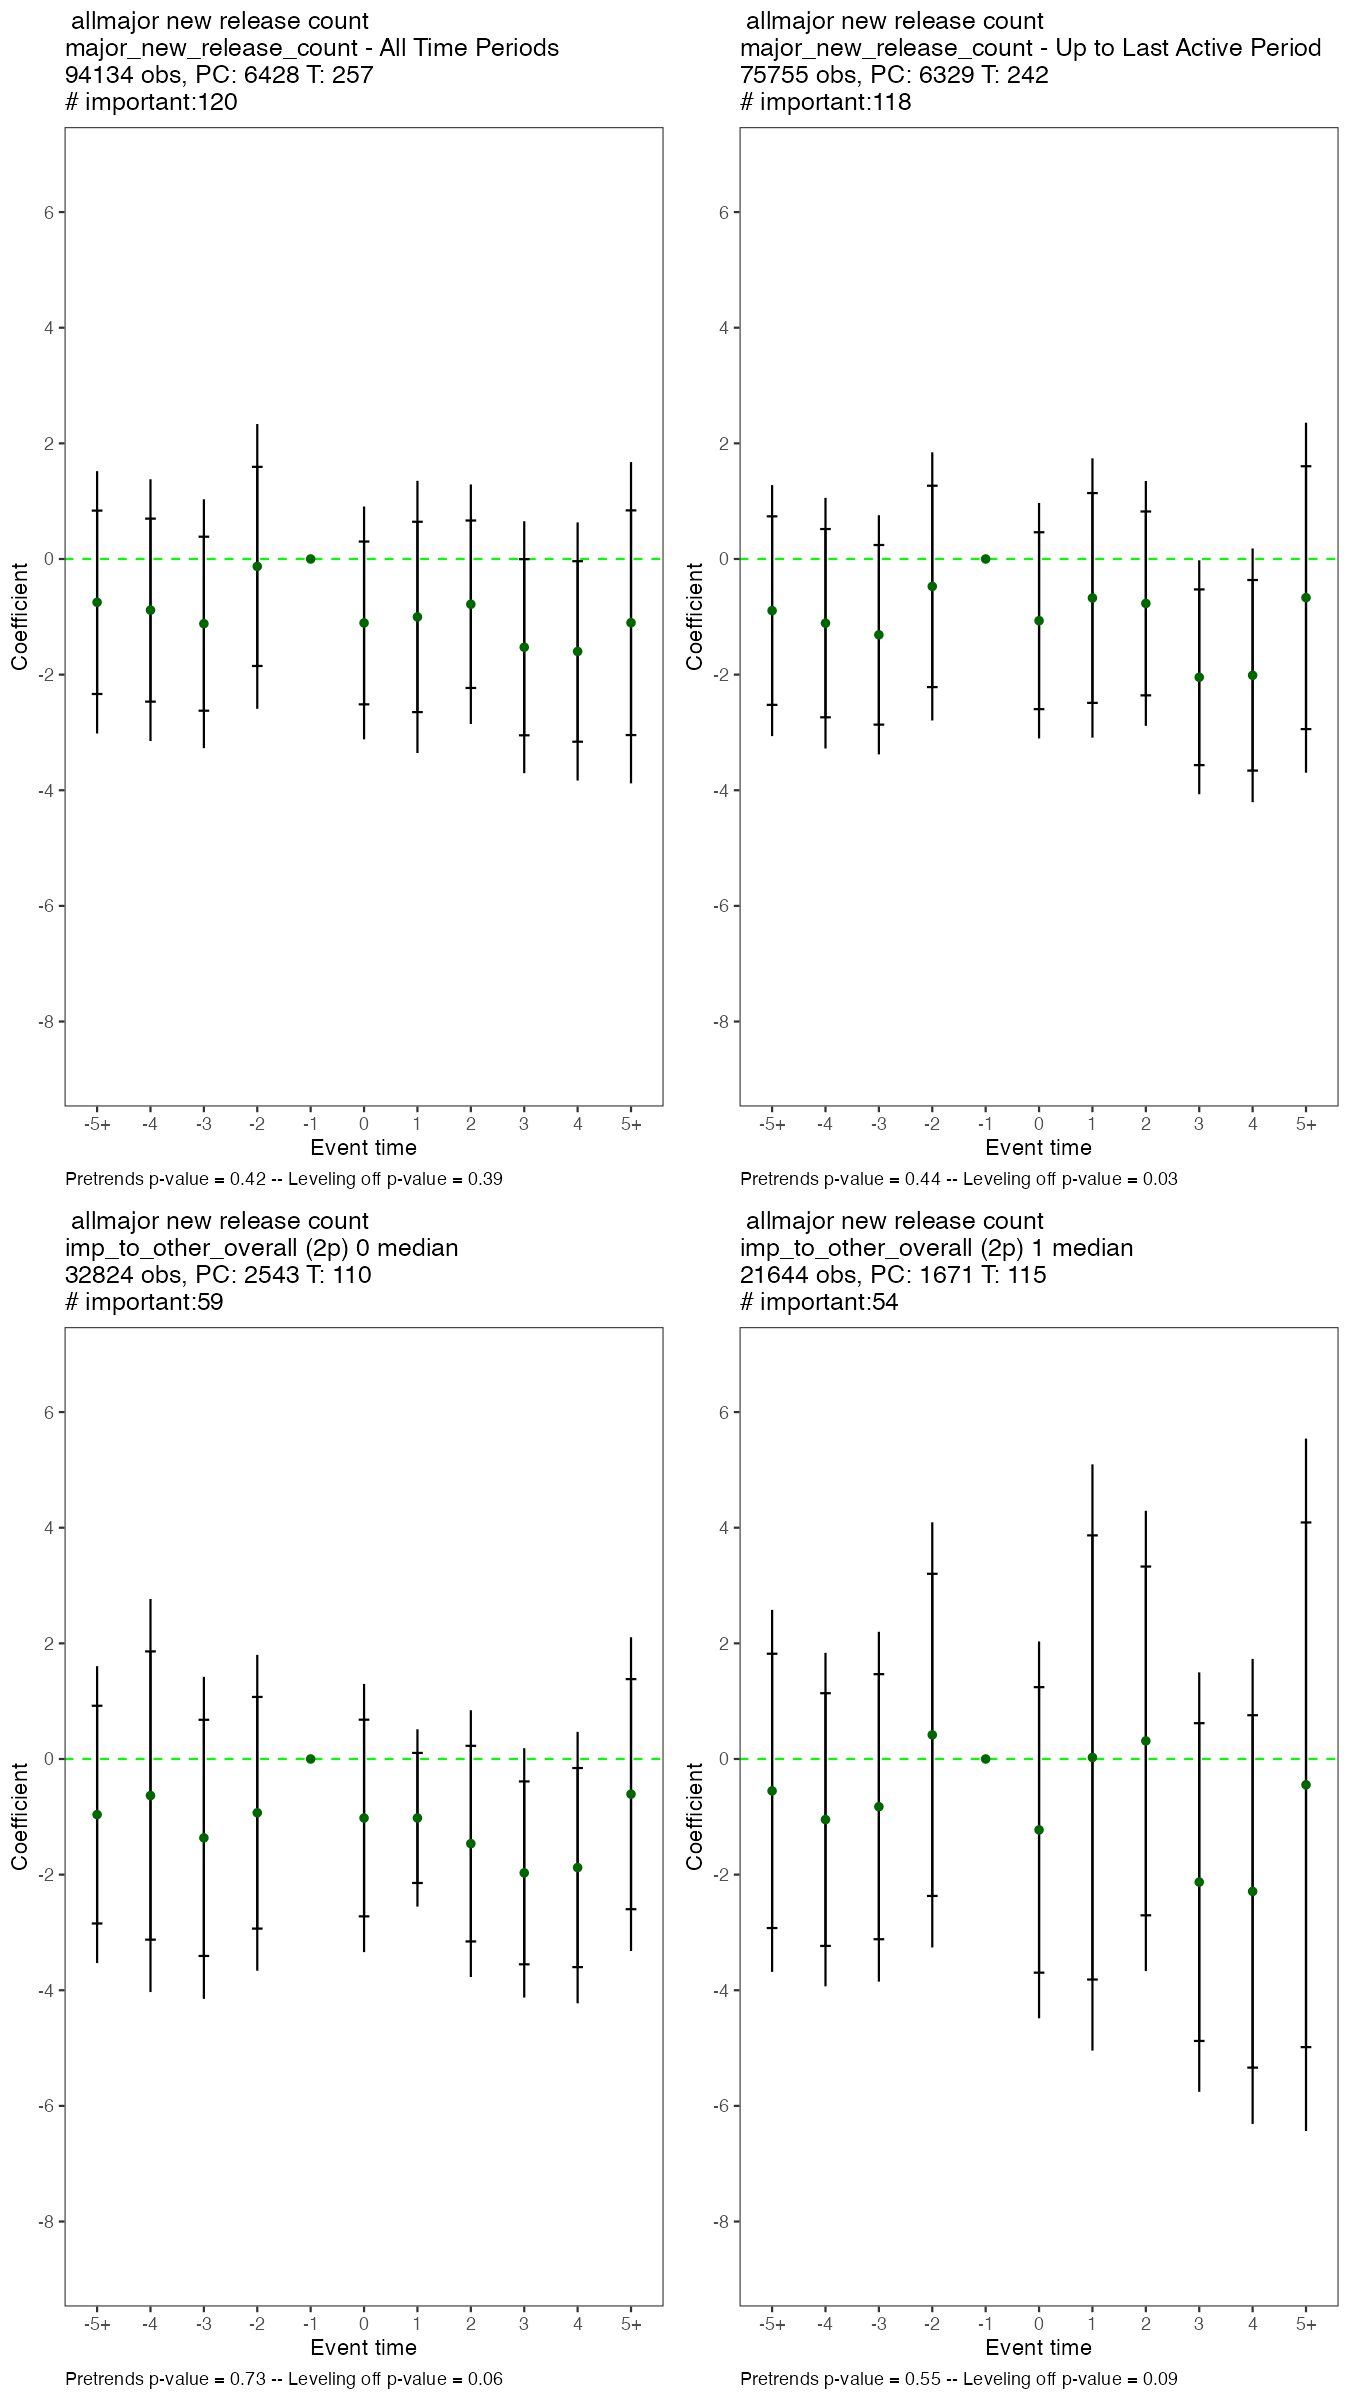 allmajor new release count
major_new_release_count - All Time Periods
94134 obs, PC: 6428 T: 257
# important:120
6
4
2
0
-2
-4
-6
-8
Coefficient
-5+ -4 -3 -2 -1 0 1 2 3 4 5+
Event time
Pretrends p-value = 0.42 -- Leveling off p-value = 0.39
allmajor new release count
major_new_release_count - Up to Last Active Period
75755 obs, PC: 6329 T: 242
# important:118
6
4
2
0
-2
-4
-6
-8
Coefficient
-5+ -4 -3 -2 -1 0 1 2 3 4 5+
Event time
Pretrends p-value = 0.44 -- Leveling off p-value = 0.03
allmajor new release count
imp_to_other_overall (2p) 0 median
32824 obs, PC: 2543 T: 110
# important:59
6
4
2
0
-2
-4
-6
-8
Coefficient
-5+ -4 -3 -2 -1 0 1 2 3 4 5+
Event time
Pretrends p-value = 0.73 -- Leveling off p-value = 0.06
allmajor new release count
imp_to_other_overall (2p) 1 median
21644 obs, PC: 1671 T: 115
# important:54
6
4
2
0
-2
-4
-6
-8
Coefficient
-5+ -4 -3 -2 -1 0 1 2 3 4 5+
Event time
Pretrends p-value = 0.55 -- Leveling off p-value = 0.09